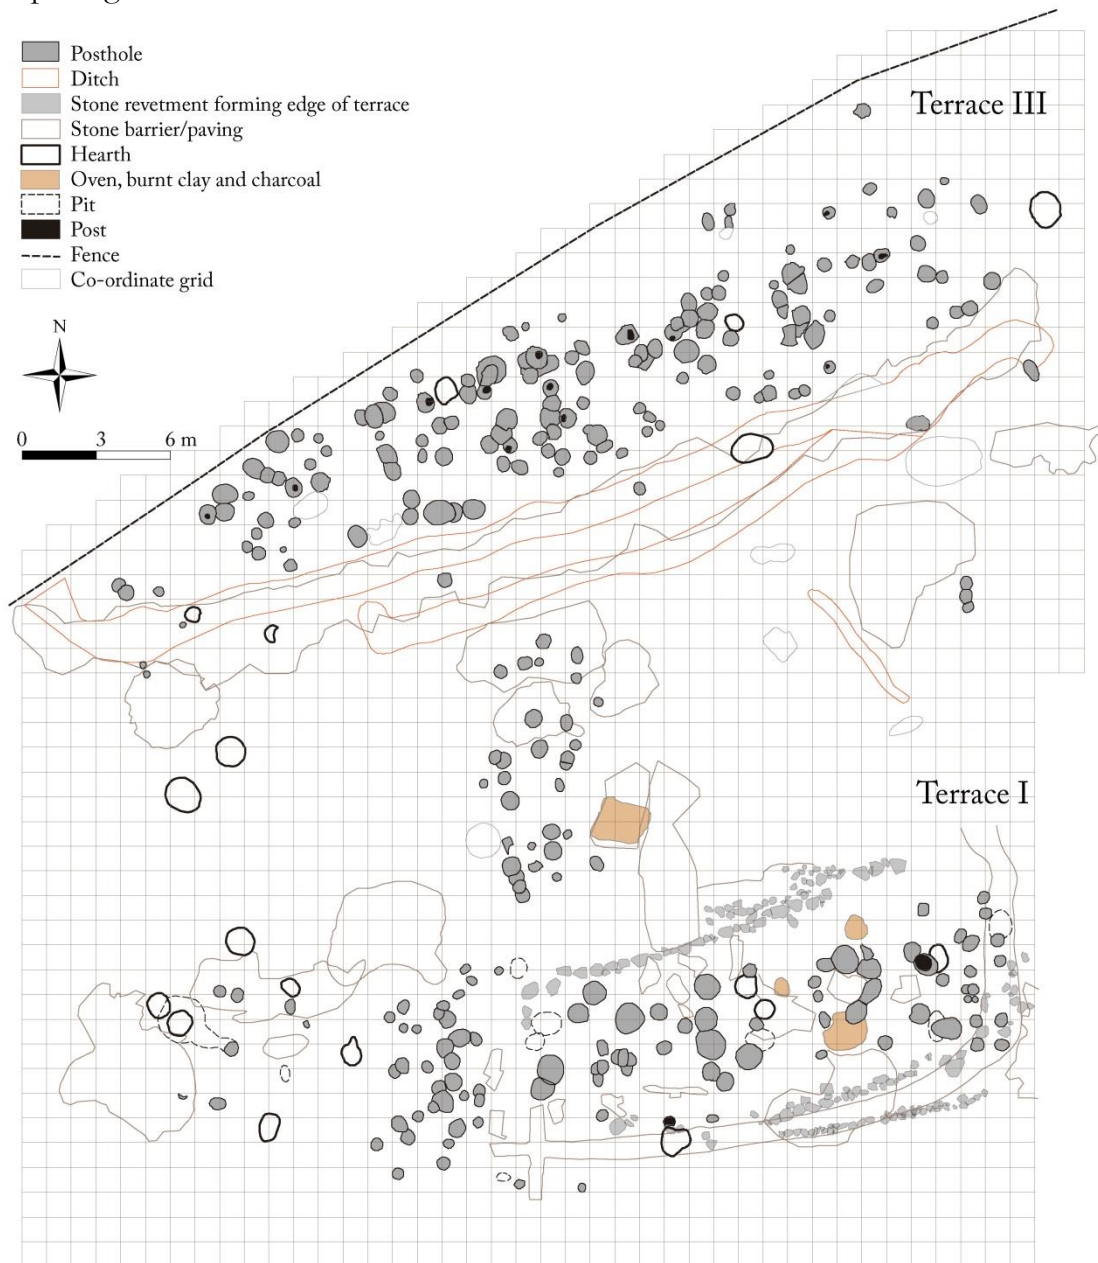 Posthole
Ditch
Stone revetment forming edge of terrace
Stone barrier/paving
Hearth
Oven, burnt clay and charcoal
Pit
Post
Fence
Co-ordinate grid
N
0 3 6 m
Terrace III
Terrace I